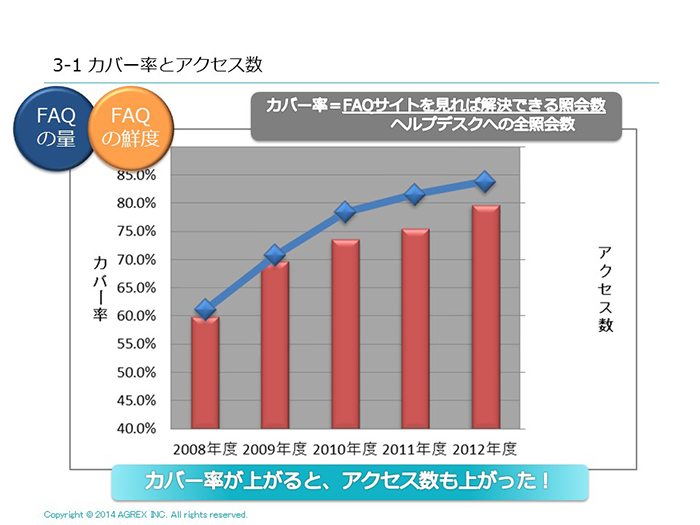 3-1 カバー率とアクセス数
FAQ
の量
FAQ
の鮮度
カバー率＝FAQサイトを見れば解決できる照会数
ヘルプデスクへの全照会数
85.0%
80.0%
75.0%
70.0%
65.0%
60.0%
55.0%
50.0%
45.0%
40.0%
カバー率
アクセス数
2008年度 2009年度 2010年度 2011年度 2012年度
カバー率が上がると、アクセス数も上がった！
Copyright © 2014 AGREX INC. All rights reserved.